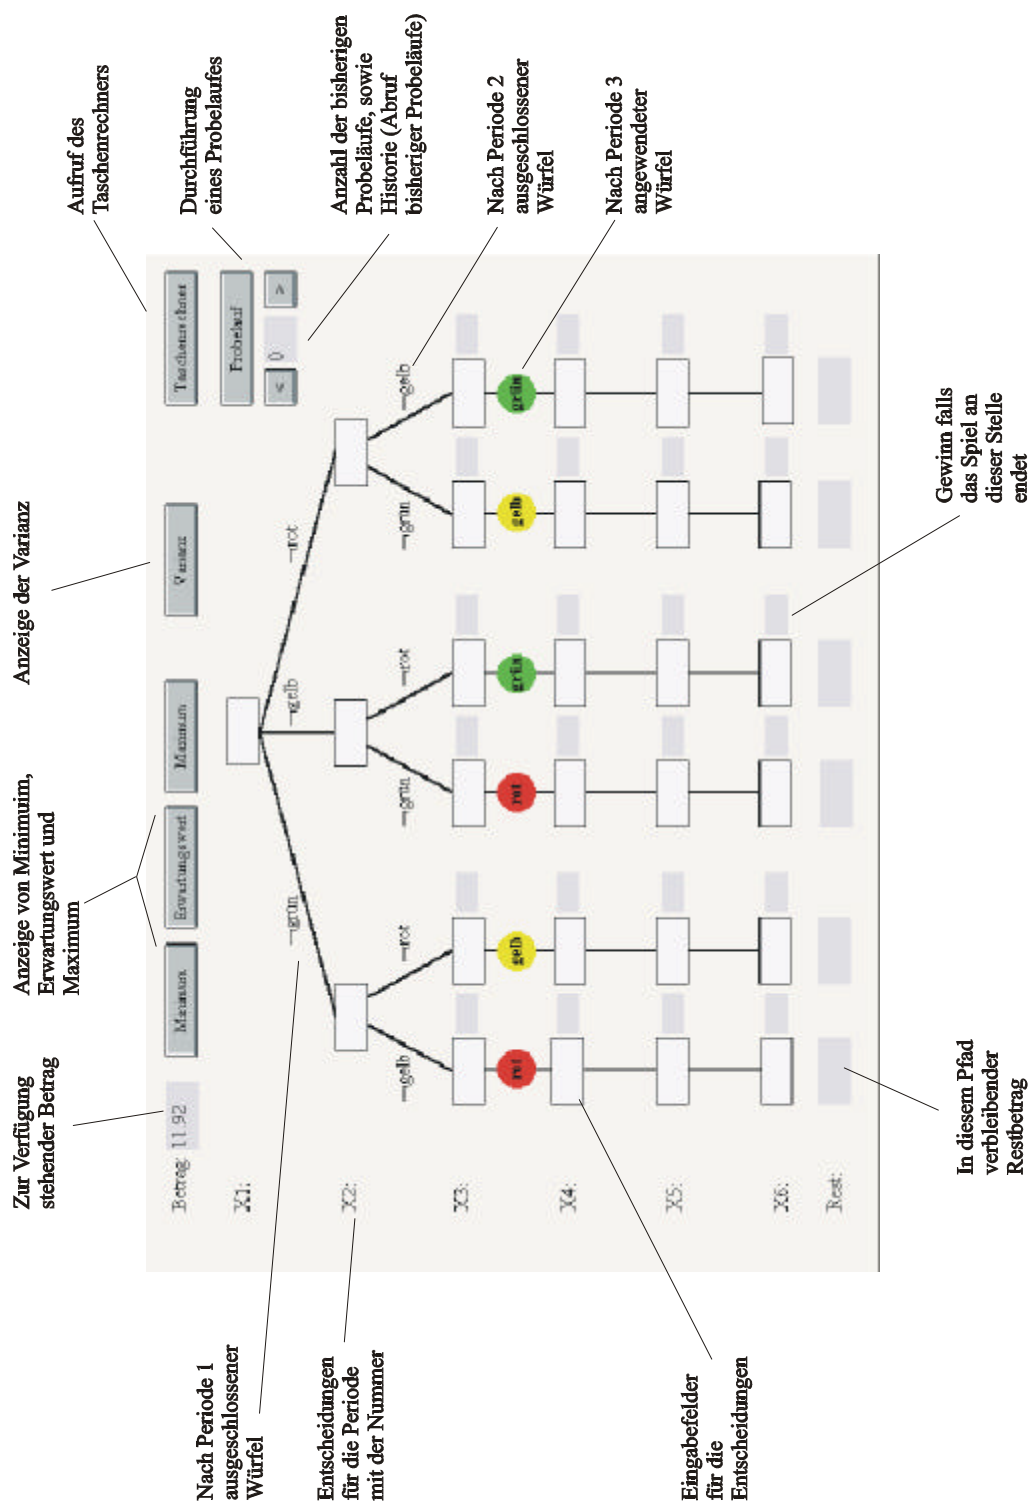 Zur Verfügung
stehender Betrag
Anzeige von Minimuim,
Erwartungswert und
Maximum
Anzeige der Varianz
Aufruf des
Taschenrechners
Durchführung
eines Probelaufes
Anzahl der bisherigen
Probeläufe, sowie
Historie (Abruf
bisheriger Probeläufe)
Nach Periode 2
ausgeschlossener
Würfel
Nach Periode 3
angewendeter
Würfel
Betrag: 11.92
Minimum
Erwartungswert
Maximum
Varianz
Taschenrechner
Probelauf
< 0 >
X1:
¬grün ¬gelb ¬rot
X2:
¬gelb ¬rot ¬grün ¬rot ¬grün ¬gelb
X3:
rot gelb rot grün gelb grün
X4:
X5:
X6:
Rest:
Nach Periode 1
ausgeschlossener
Würfel
Entscheidungen
für die Periode
mit der Nummer
Eingabefelder
für die
Entscheidungen
In diesem Pfad
verbleibender
Restbetrag
Gewinn falls
das Spiel an
dieser Stelle
endet